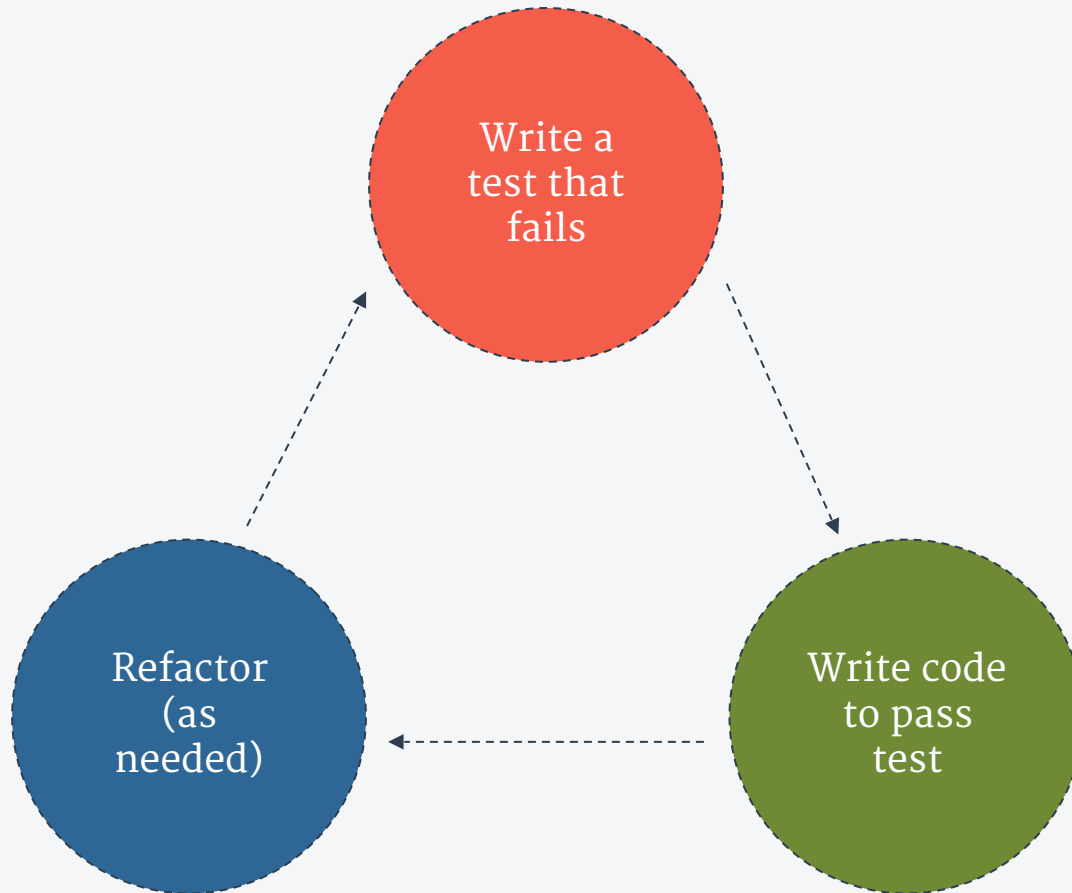 Write a
test that
fails
Refactor
(as
needed)
Write code
to pass
test